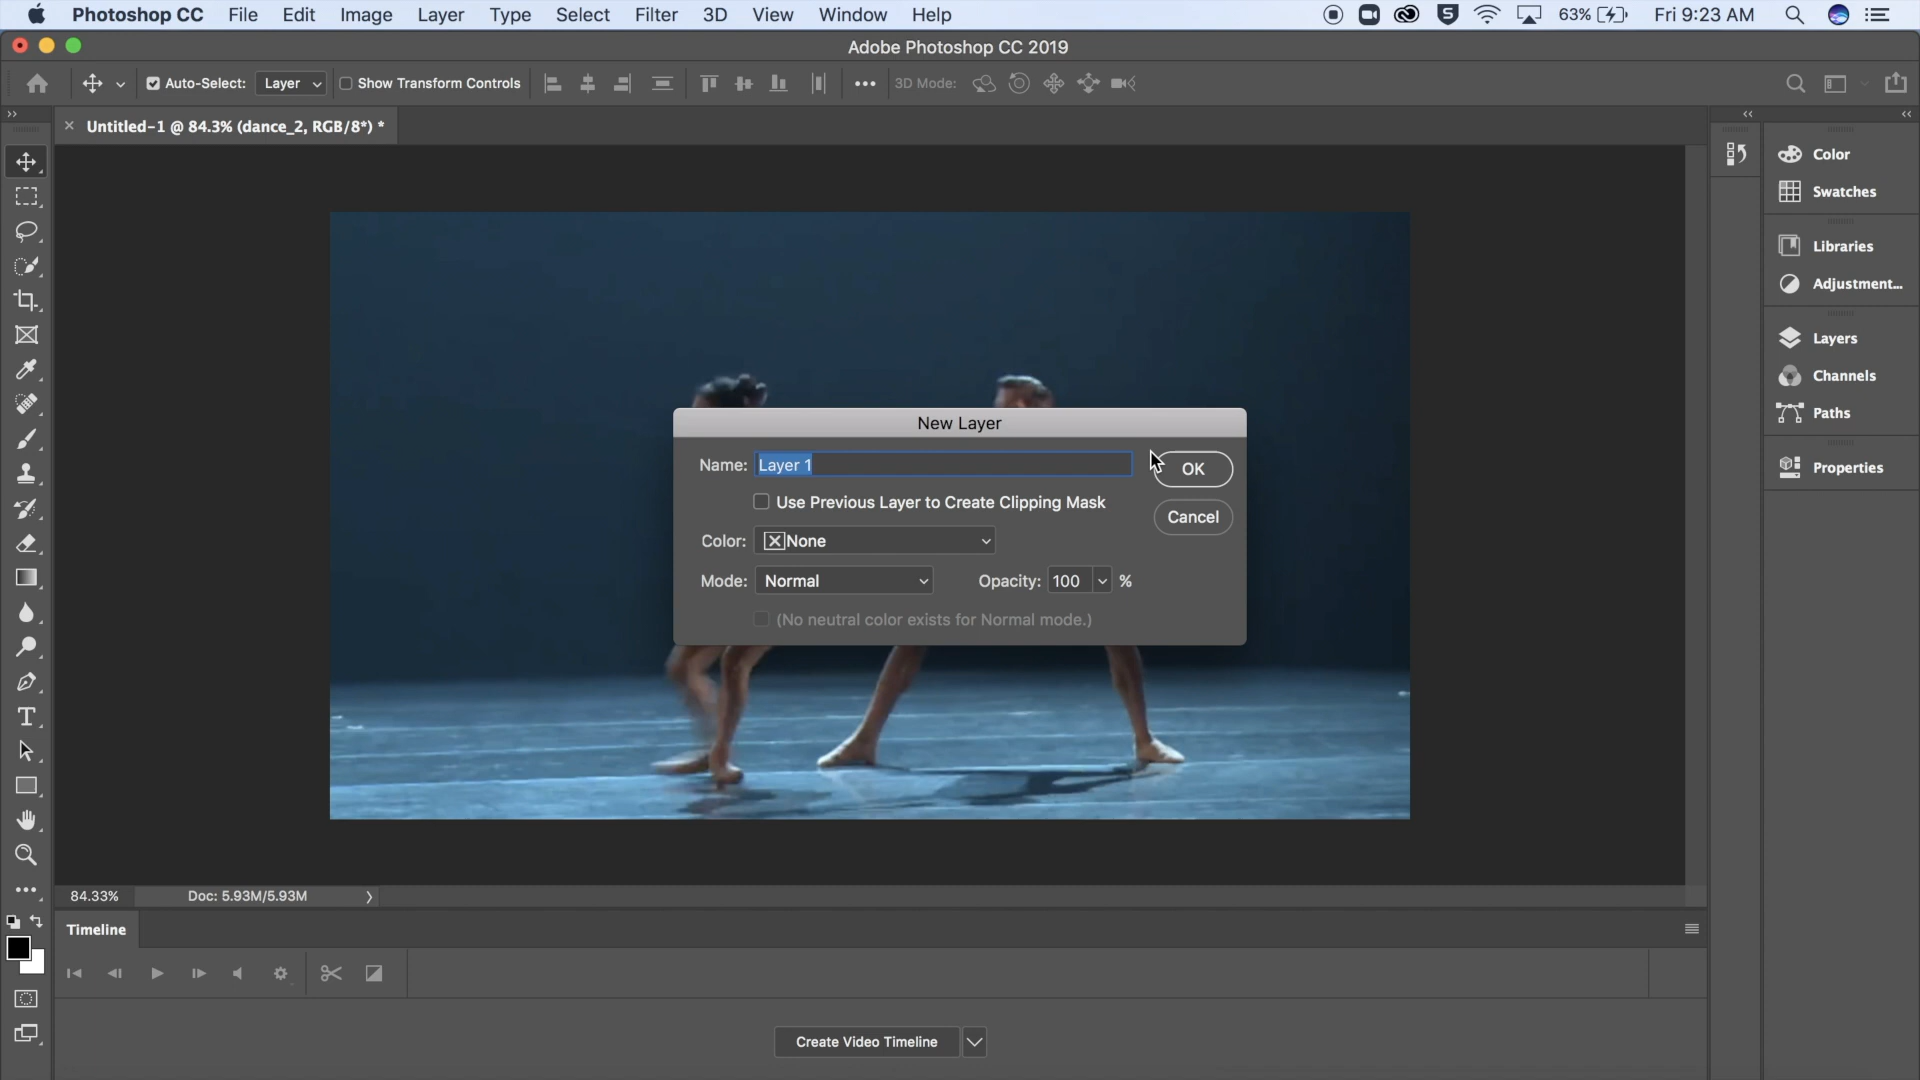 Photoshop CC File Edit Image Layer Type Select Filter 3D View Window Help 63% Fri 9:23 AM
Adobe Photoshop CC 2019
Auto-Select: Layer Show Transform Controls 3D Mode:
Untitled-1 @ 84.3% (dance_2, RGB/8*) *
Color
Swatches
Libraries
Adjustment...
Layers
Channels
Paths
Properties
New Layer
Name: Layer 1 OK
Use Previous Layer to Create Clipping Mask
Cancel
Color: None
Mode: Normal Opacity: 100 %
(No neutral color exists for Normal mode.)
84.33% Doc: 5.93M/5.93M
Timeline
Create Video Timeline